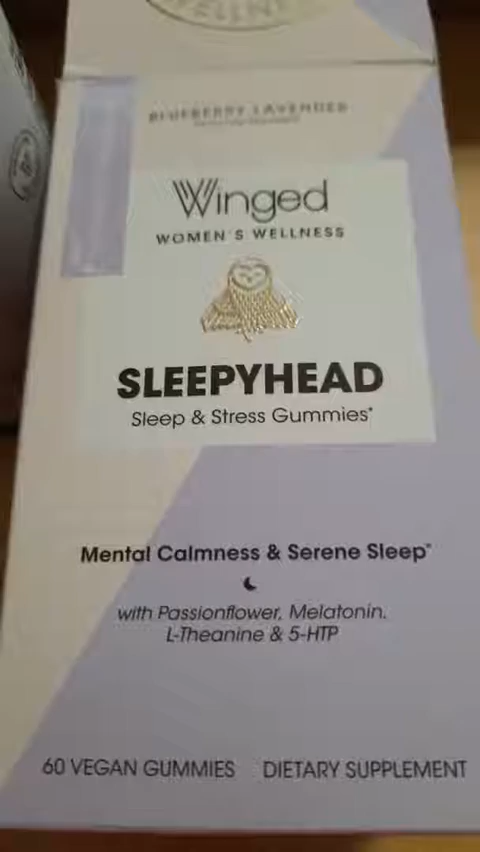 WELLNESS
BLUEBERRY LAVENDER
Winged
WOMEN'S WELLNESS
SLEEPYHEAD
Sleep & Stress Gummies*
Mental Calmness & Serene Sleep*
with Passionflower, Melatonin,
L-Theanine & 5-HTP
60 VEGAN GUMMIES DIETARY SUPPLEMENT